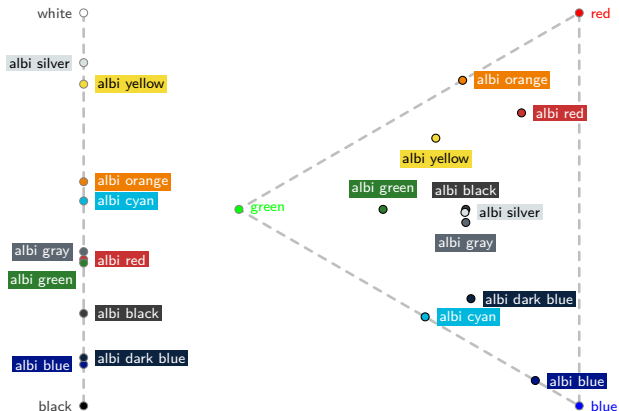 white
albi silver
albi yellow
albi orange
albi cyan
albi gray
albi red
albi green
albi black
albi dark blue
albi blue
black
red
albi orange
albi red
albi yellow
albi green
albi black
green
albi silver
albi gray
albi dark blue
albi cyan
albi blue
blue